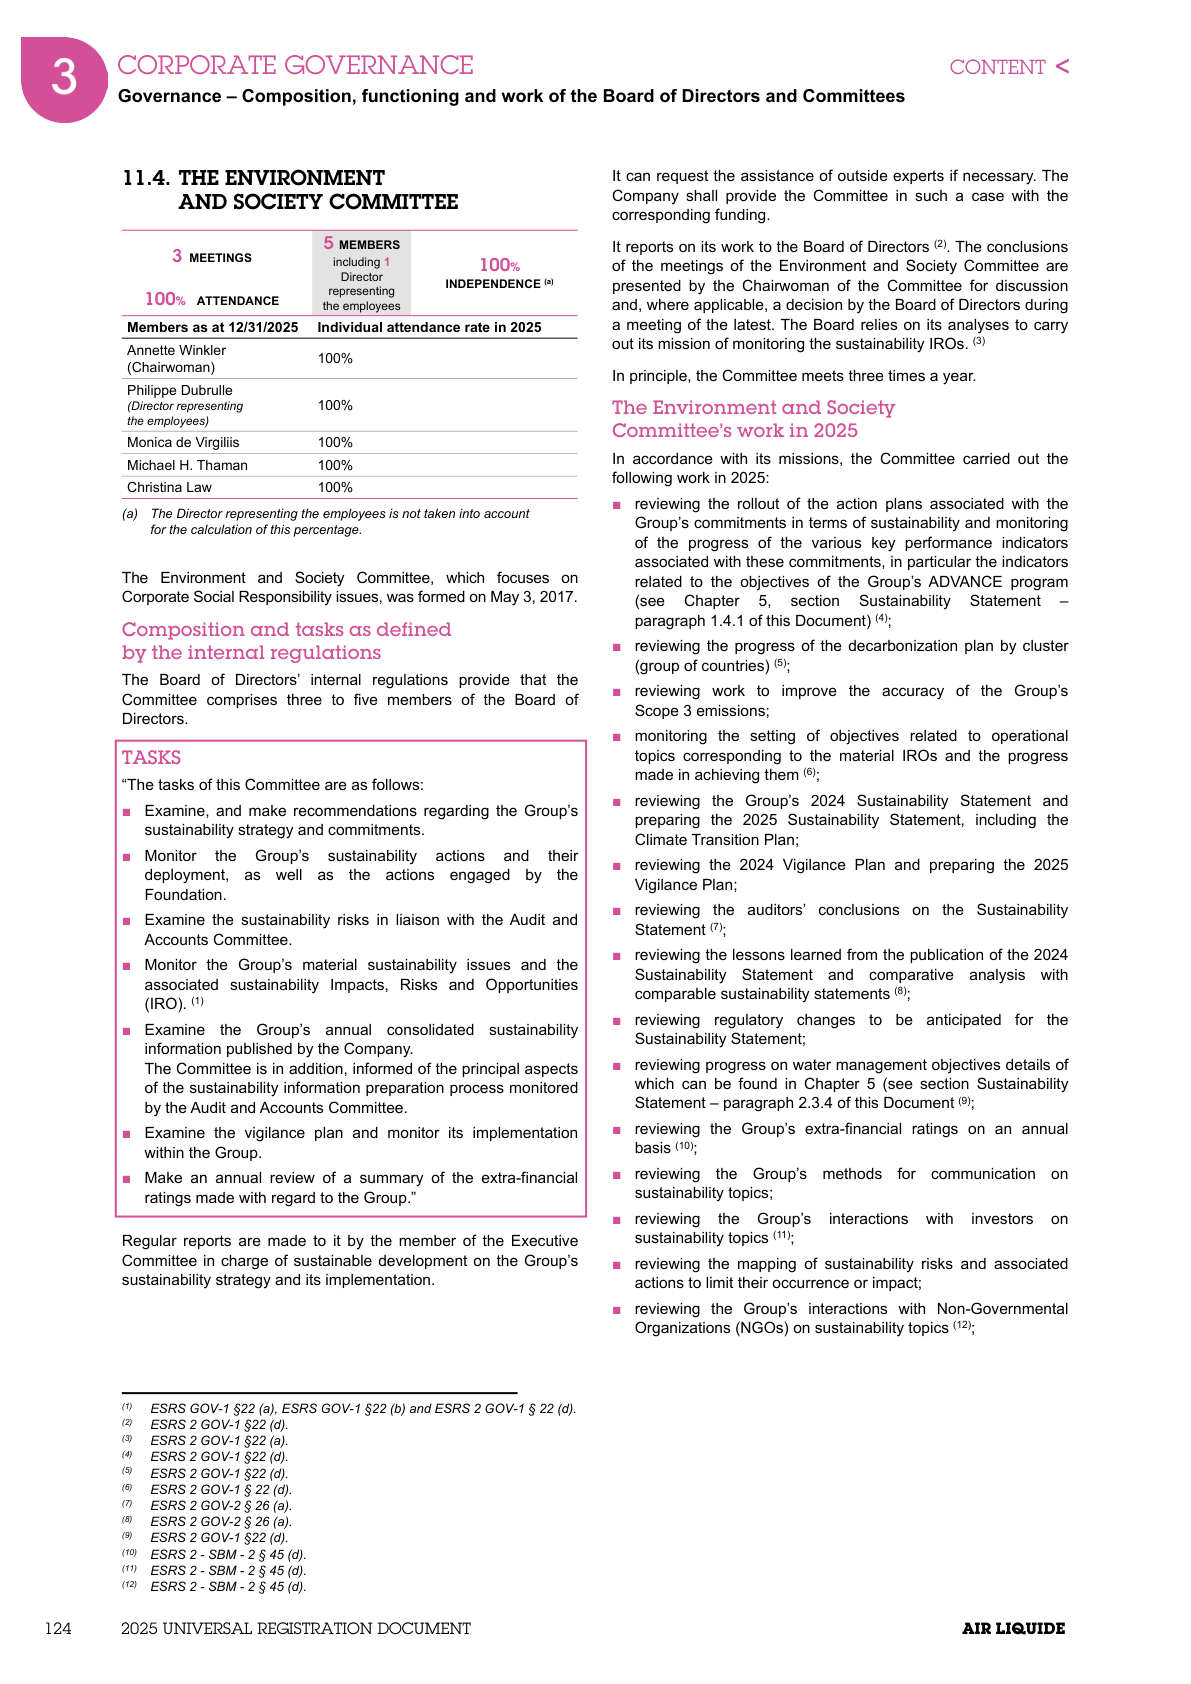 3
CORPORATE GOVERNANCE
CONTENT <
Governance – Composition, functioning and work of the Board of Directors and Committees
11.4. THE ENVIRONMENT
AND SOCIETY COMMITTEE
3 MEETINGS
100% ATTENDANCE
5 MEMBERS
including 1
Director
representing
the employees
100%
INDEPENDENCE (a)
Members as at 12/31/2025 Individual attendance rate in 2025
Annette Winkler
(Chairwoman)
100%
Philippe Dubrulle
(Director representing
the employees)
100%
Monica de Virgiliis 100%
Michael H. Thaman 100%
Christina Law 100%
(a) The Director representing the employees is not taken into account
for the calculation of this percentage.
The Environment and Society Committee, which focuses on
Corporate Social Responsibility issues, was formed on May 3, 2017.
Composition and tasks as defined
by the internal regulations
The Board of Directors’ internal regulations provide that the
Committee comprises three to five members of the Board of
Directors.
TASKS
“The tasks of this Committee are as follows:
■ Examine, and make recommendations regarding the Group’s
sustainability strategy and commitments.
■ Monitor the Group’s sustainability actions and their
deployment, as well as the actions engaged by the
Foundation.
■ Examine the sustainability risks in liaison with the Audit and
Accounts Committee.
■ Monitor the Group’s material sustainability issues and the
associated sustainability Impacts, Risks and Opportunities
(IRO). (1)
■ Examine the Group’s annual consolidated sustainability
information published by the Company.
The Committee is in addition, informed of the principal aspects
of the sustainability information preparation process monitored
by the Audit and Accounts Committee.
■ Examine the vigilance plan and monitor its implementation
within the Group.
■ Make an annual review of a summary of the extra-financial
ratings made with regard to the Group.”
Regular reports are made to it by the member of the Executive
Committee in charge of sustainable development on the Group’s
sustainability strategy and its implementation.
It can request the assistance of outside experts if necessary. The
Company shall provide the Committee in such a case with the
corresponding funding.
It reports on its work to the Board of Directors (2). The conclusions
of the meetings of the Environment and Society Committee are
presented by the Chairwoman of the Committee for discussion
and, where applicable, a decision by the Board of Directors during
a meeting of the latest. The Board relies on its analyses to carry
out its mission of monitoring the sustainability IROs. (3)
In principle, the Committee meets three times a year.
The Environment and Society
Committee’s work in 2025
In accordance with its missions, the Committee carried out the
following work in 2025:
■ reviewing the rollout of the action plans associated with the
Group’s commitments in terms of sustainability and monitoring
of the progress of the various key performance indicators
associated with these commitments, in particular the indicators
related to the objectives of the Group’s ADVANCE program
(see Chapter 5, section Sustainability Statement –
paragraph 1.4.1 of this Document) (4);
■ reviewing the progress of the decarbonization plan by cluster
(group of countries) (5);
■ reviewing work to improve the accuracy of the Group’s
Scope 3 emissions;
■ monitoring the setting of objectives related to operational
topics corresponding to the material IROs and the progress
made in achieving them (6);
■ reviewing the Group’s 2024 Sustainability Statement and
preparing the 2025 Sustainability Statement, including the
Climate Transition Plan;
■ reviewing the 2024 Vigilance Plan and preparing the 2025
Vigilance Plan;
■ reviewing the auditors’ conclusions on the Sustainability
Statement (7);
■ reviewing the lessons learned from the publication of the 2024
Sustainability Statement and comparative analysis with
comparable sustainability statements (8);
■ reviewing regulatory changes to be anticipated for the
Sustainability Statement;
■ reviewing progress on water management objectives details of
which can be found in Chapter 5 (see section Sustainability
Statement – paragraph 2.3.4 of this Document (9);
■ reviewing the Group’s extra-financial ratings on an annual
basis (10);
■ reviewing the Group’s methods for communication on
sustainability topics;
■ reviewing the Group’s interactions with investors on
sustainability topics (11);
■ reviewing the mapping of sustainability risks and associated
actions to limit their occurrence or impact;
■ reviewing the Group’s interactions with Non-Governmental
Organizations (NGOs) on sustainability topics (12);
(1) ESRS GOV-1 §22 (a), ESRS GOV-1 §22 (b) and ESRS 2 GOV-1 § 22 (d).
(2) ESRS 2 GOV-1 §22 (d).
(3) ESRS 2 GOV-1 §22 (a).
(4) ESRS 2 GOV-1 §22 (d).
(5) ESRS 2 GOV-1 §22 (d).
(6) ESRS 2 GOV-1 § 22 (d).
(7) ESRS 2 GOV-2 § 26 (a).
(8) ESRS 2 GOV-2 § 26 (a).
(9) ESRS 2 GOV-1 §22 (d).
(10) ESRS 2 - SBM - 2 § 45 (d).
(11) ESRS 2 - SBM - 2 § 45 (d).
(12) ESRS 2 - SBM - 2 § 45 (d).
124 2025 UNIVERSAL REGISTRATION DOCUMENT AIR LIQUIDE